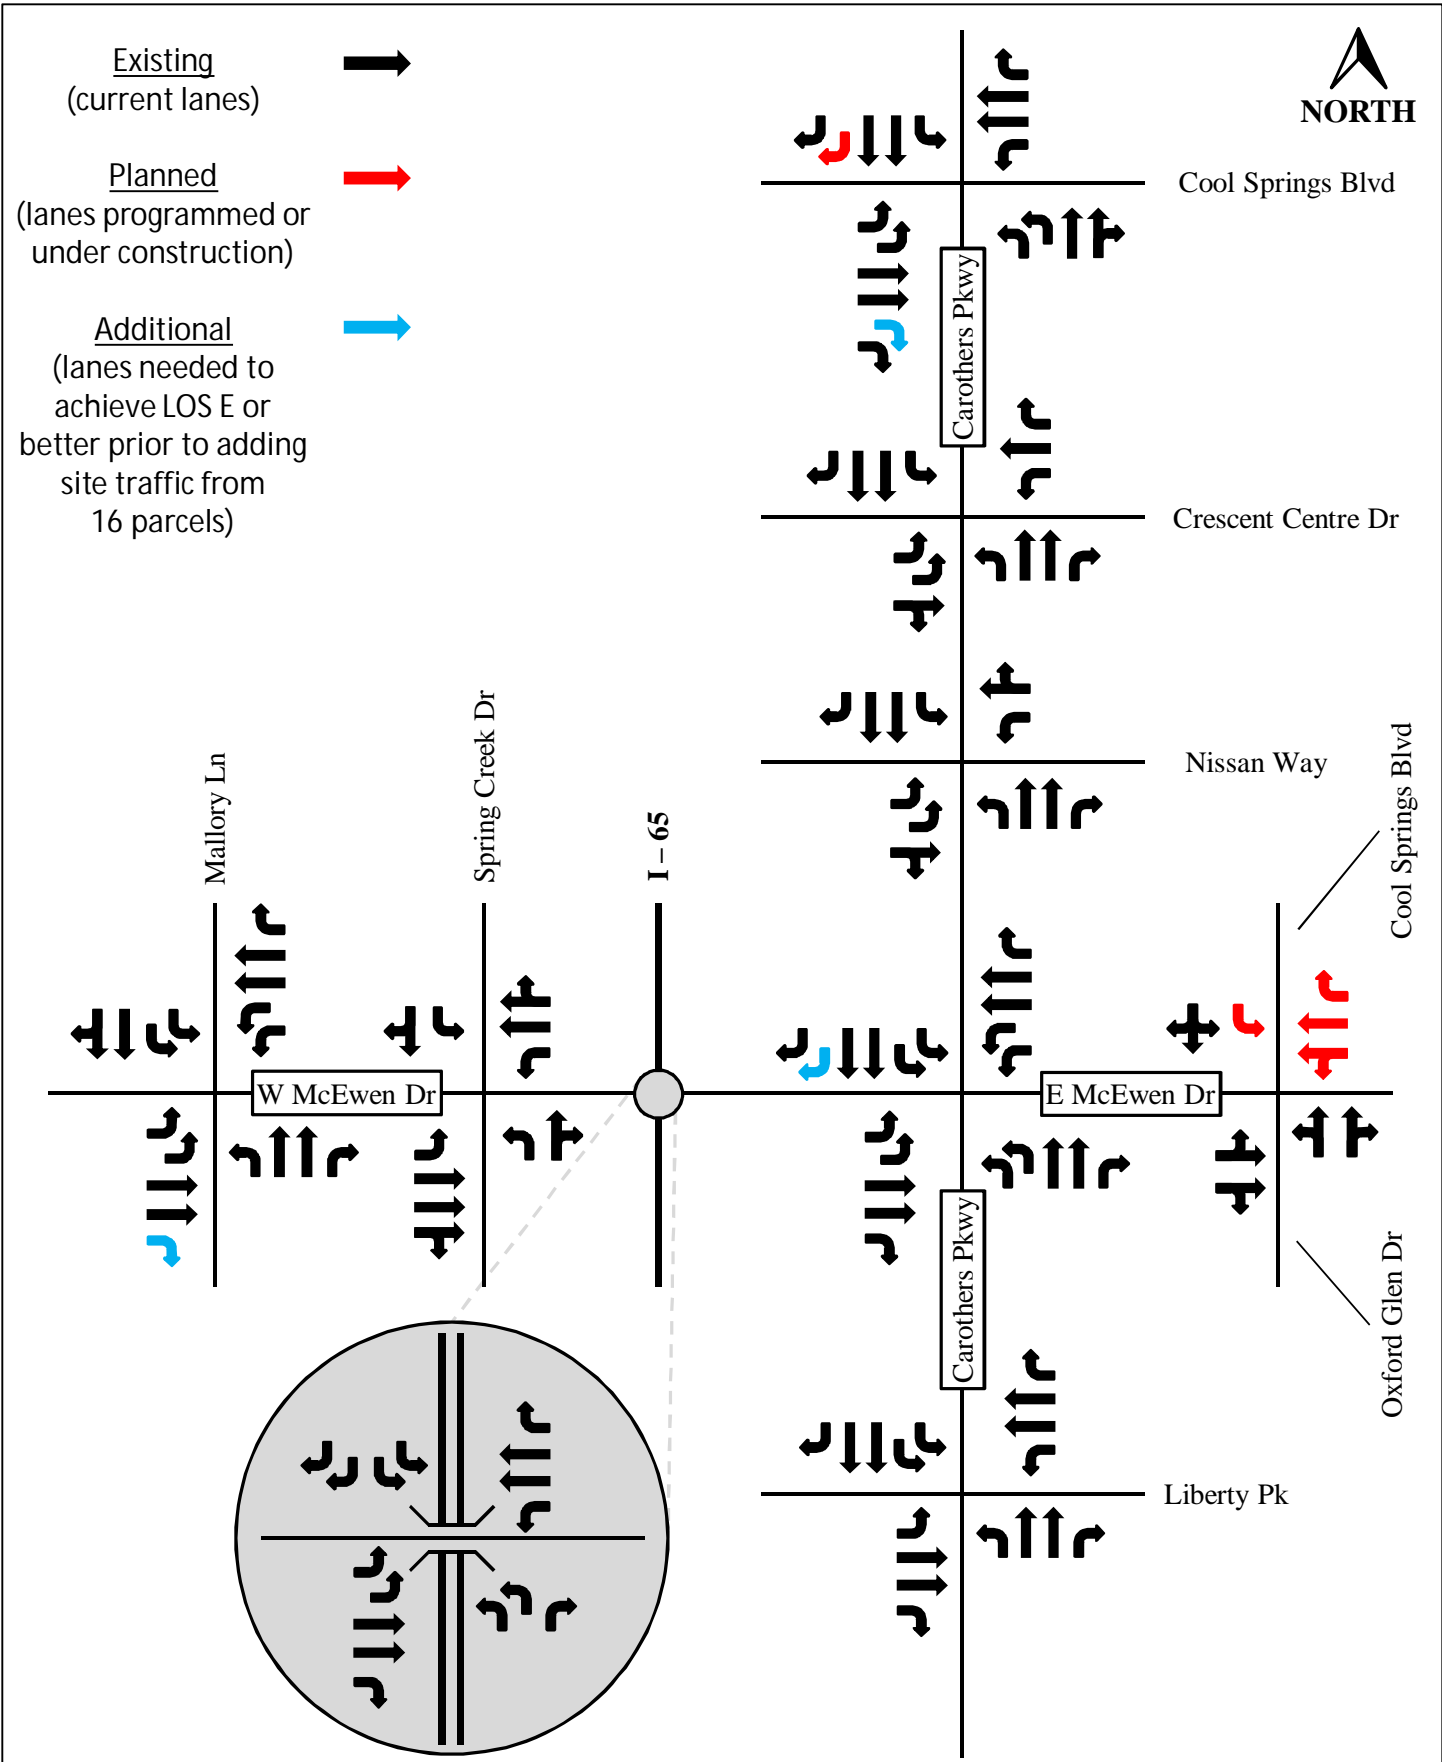 Existing
(current lanes)
Planned
(lanes programmed or
under construction)
Additional
(lanes needed to
achieve LOS E or
better prior to adding
site traffic from
16 parcels)
NORTH
Cool Springs Blvd
Carothers Pkwy
Crescent Centre Dr
Nissan Way
Mallory Ln
Spring Creek Dr
I – 65
Cool Springs Blvd
W McEwen Dr
E McEwen Dr
Carothers Pkwy
Oxford Glen Dr
Liberty Pk